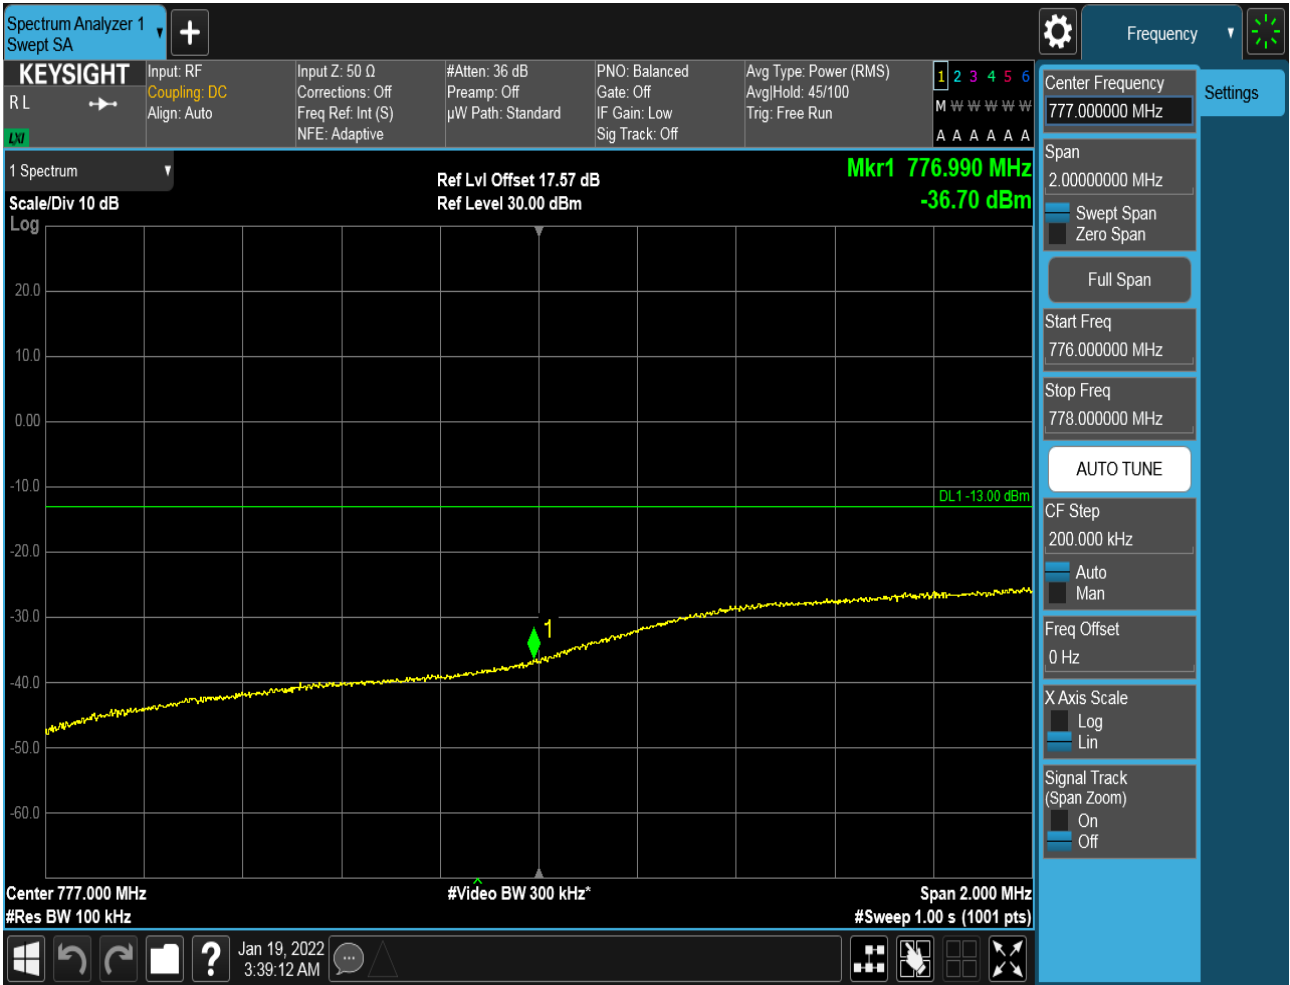 Spectrum Analyzer 1
Swept SA
Frequency
KEYSIGHT
R L
LXI
Input: RF
Coupling: DC
Align: Auto
Input Z: 50 Ω
Corrections: Off
Freq Ref: Int (S)
NFE: Adaptive
#Atten: 36 dB
Preamp: Off
µW Path: Standard
PNO: Balanced
Gate: Off
IF Gain: Low
Sig Track: Off
Avg Type: Power (RMS)
Avg|Hold: 45/100
Trig: Free Run
1 2 3 4 5 6
M W W W W W
A A A A A A
1 Spectrum
Scale/Div 10 dB
Log
Ref Lvl Offset 17.57 dB
Ref Level 30.00 dBm
Mkr1 776.990 MHz
-36.70 dBm
20.0
10.0
0.00
-10.0
-20.0
-30.0
-40.0
-50.0
-60.0
DL1 -13.00 dBm
1
Center 777.000 MHz
#Res BW 100 kHz
#Video BW 300 kHz*
Span 2.000 MHz
#Sweep 1.00 s (1001 pts)
Center Frequency
777.000000 MHz
Span
2.00000000 MHz
Swept Span
Zero Span
Full Span
Start Freq
776.000000 MHz
Stop Freq
778.000000 MHz
AUTO TUNE
CF Step
200.000 kHz
Auto
Man
Freq Offset
0 Hz
X Axis Scale
Log
Lin
Signal Track
(Span Zoom)
On
Off
Settings
?
Jan 19, 2022
3:39:12 AM